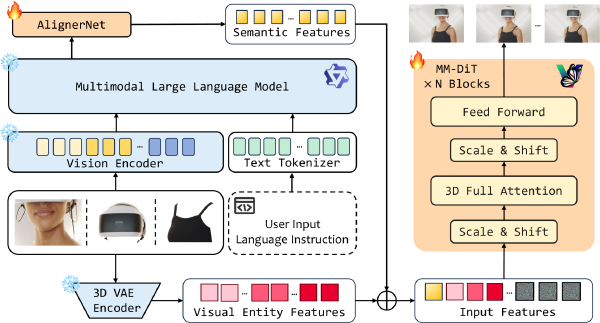 AlignerNet
Semantic Features
Multimodal Large Language Model
Vision Encoder
Text Tokenizer
User Input
Language Instruction
3D VAE
Encoder
Visual Entity Features
Input Features
MM-DiT
× N Blocks
Feed Forward
Scale & Shift
3D Full Attention
Scale & Shift